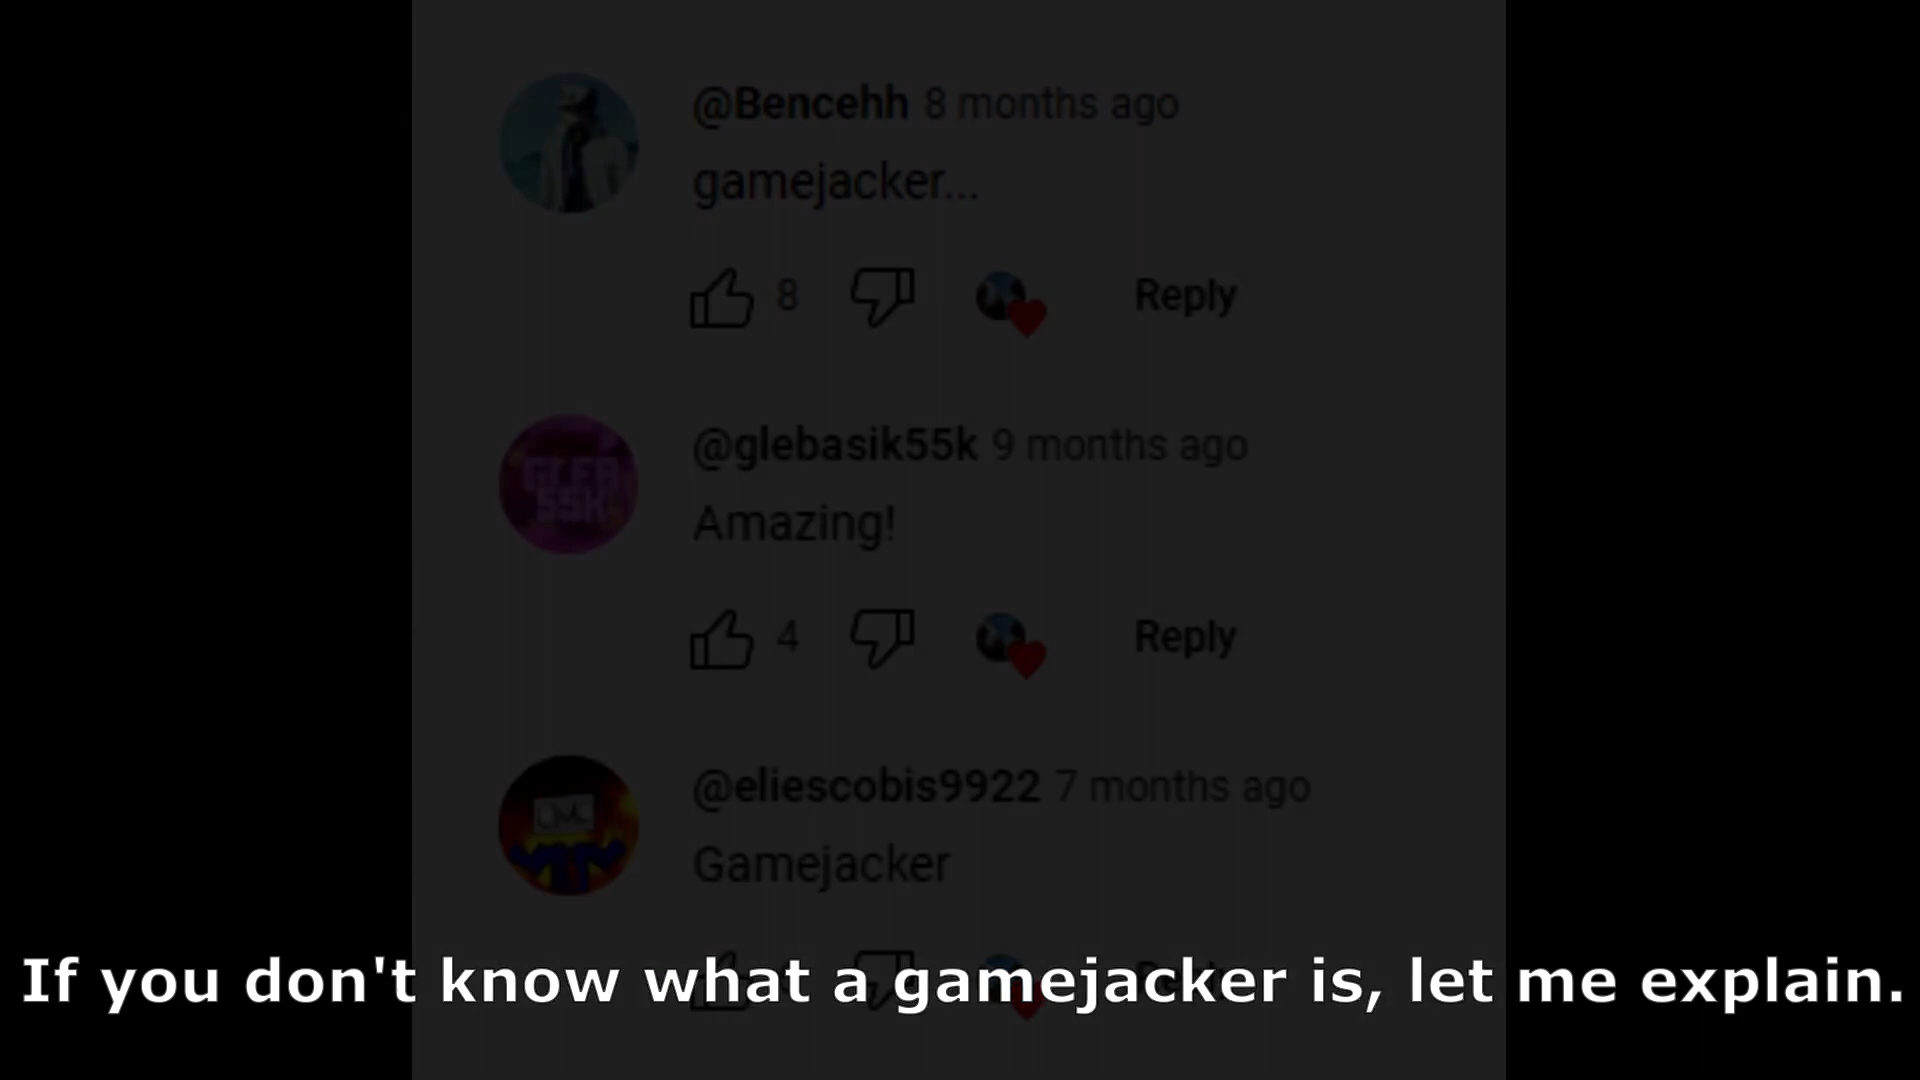 @Bencehh 8 months ago
gamejacker...
8 Reply
@glebasik55k 9 months ago
Amazing!
4 Reply
@eliescobis9922 7 months ago
Gamejacker
If you don't know what a gamejacker is, let me explain.